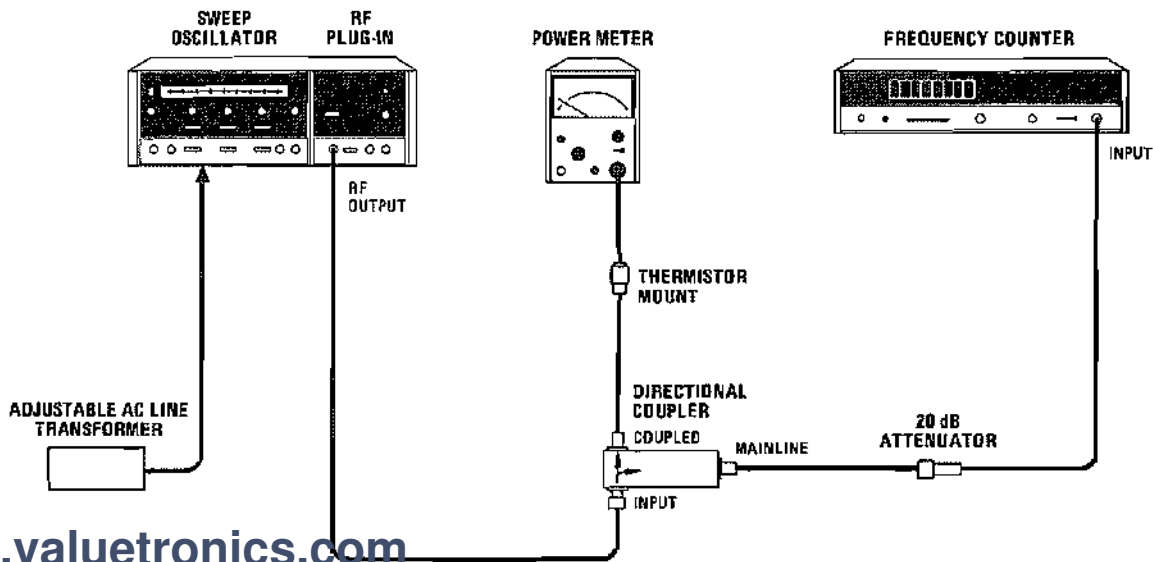 SWEEP
OSCILLATOR
RF
PLUG-IN
POWER METER
FREQUENCY COUNTER
RF
OUTPUT
INPUT
THERMISTOR
MOUNT
ADJUSTABLE AC LINE
TRANSFORMER
DIRECTIONAL
COUPLER
COUPLED
MAINLINE
20 dB
ATTENUATOR
INPUT
.valuetronics.com